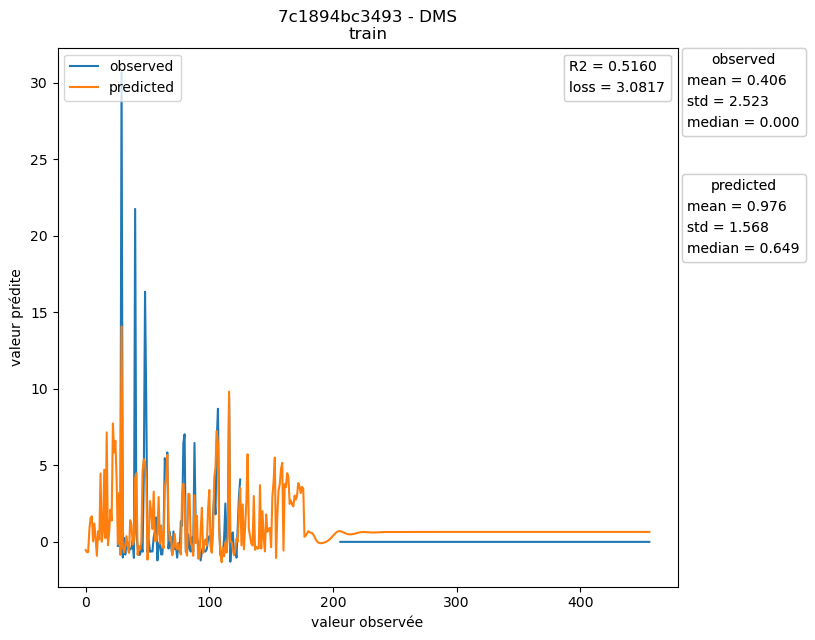 7c1894bc3493 - DMS
train
observed
predicted
R2 = 0.5160
loss = 3.0817
observed
mean = 0.406
std = 2.523
median = 0.000
predicted
mean = 0.976
std = 1.568
median = 0.649
valeur prédite
30
25
20
15
10
5
0
0
100
200
300
400
valeur observée